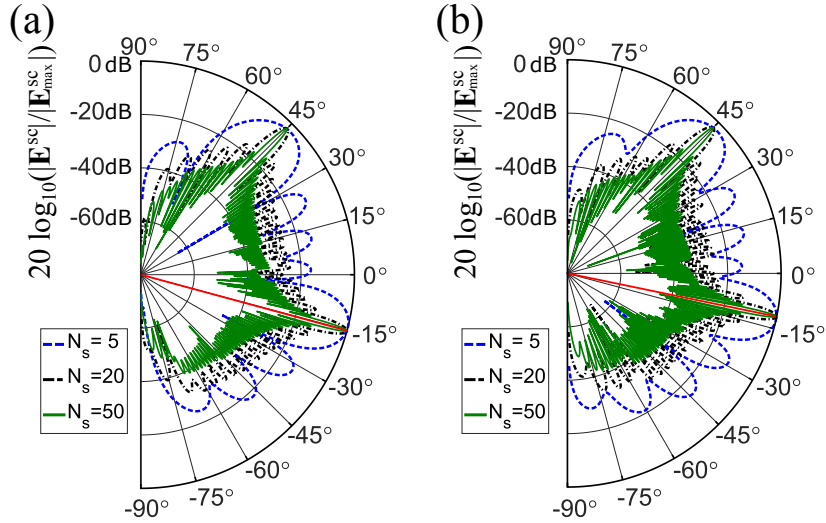 (a)
20 log10(|E^sc|/|E^sc_max|)
0 dB
-20dB
-40dB
-60dB
90°
75°
60°
45°
30°
15°
0°
-15°
-30°
-45°
-60°
-75°
-90°
N_s = 5
N_s =20
N_s =50
(b)
20 log10(|E^sc|/|E^sc_max|)
0 dB
-20dB
-40dB
-60dB
90°
75°
60°
45°
30°
15°
0°
-15°
-30°
-45°
-60°
-75°
-90°
N_s = 5
N_s =20
N_s =50